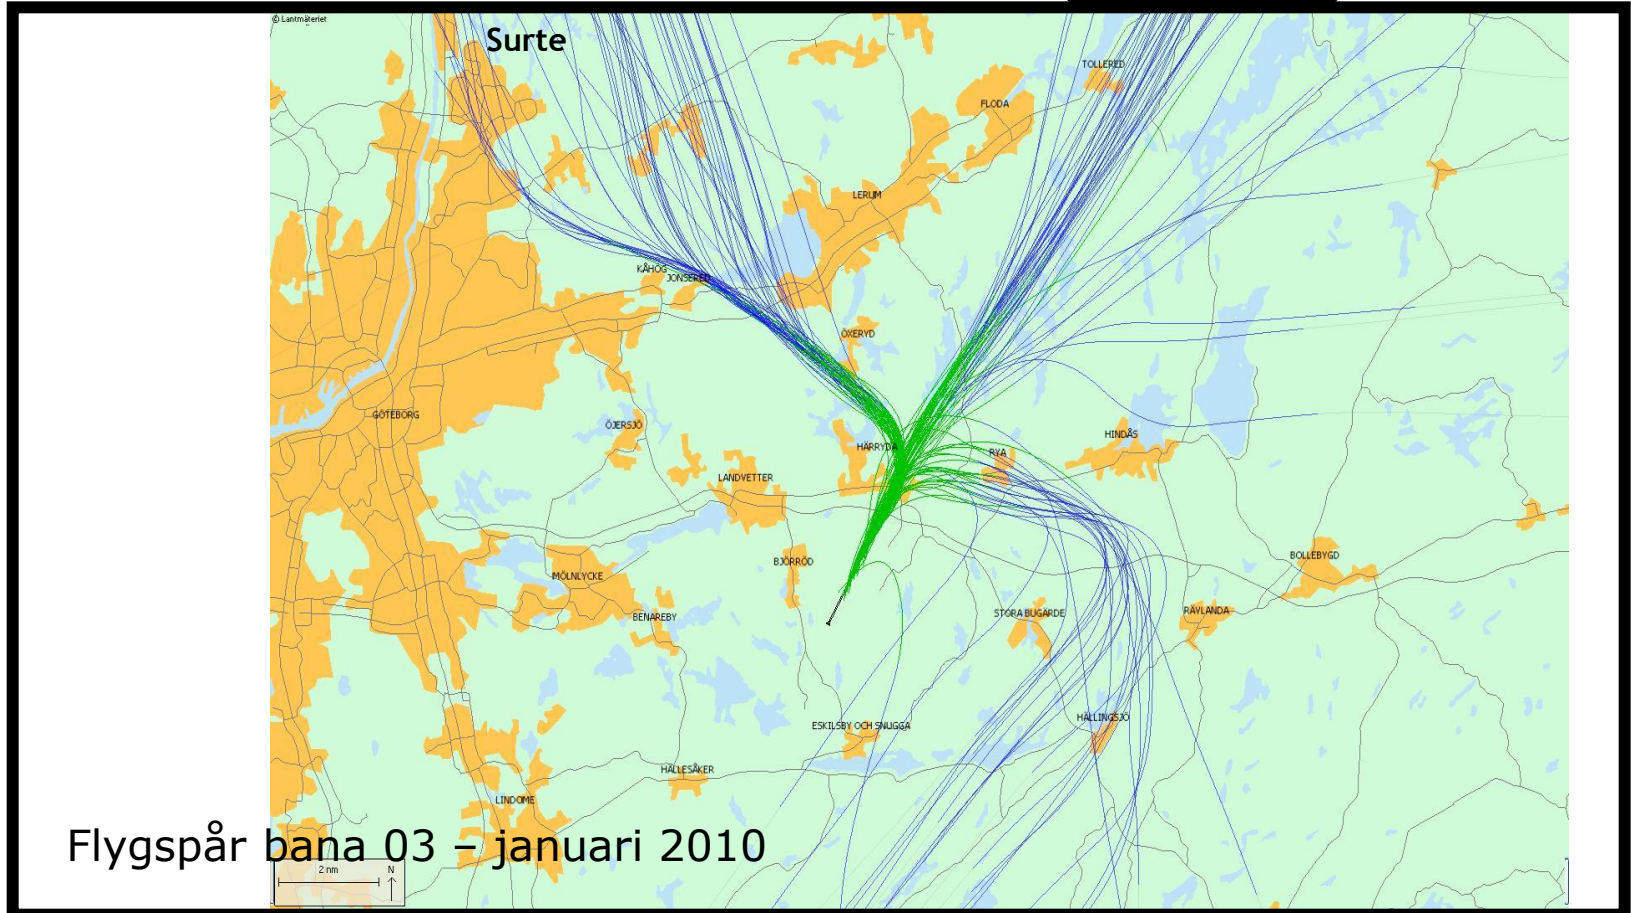 © Lantmäteriet
Surte
TOLLERED
FLODA
LERUM
KÅHÖG
JONSERED
ÖXERYD
GÖTEBORG
ÖJERSJÖ
HINDÅS
HÄRRYDA
RYA
LANDVETTER
BOLLEBYGD
BJÖRRÖD
MÖLNLYCKE
STORA BUGÄRDE
RÄVLANDA
BENAREBY
HÄLLINGSJÖ
ESKILSBY OCH SNUGGA
HÄLLESÅKER
LINDOME
Flygspår bana 03 – januari 2010
2 nm
N